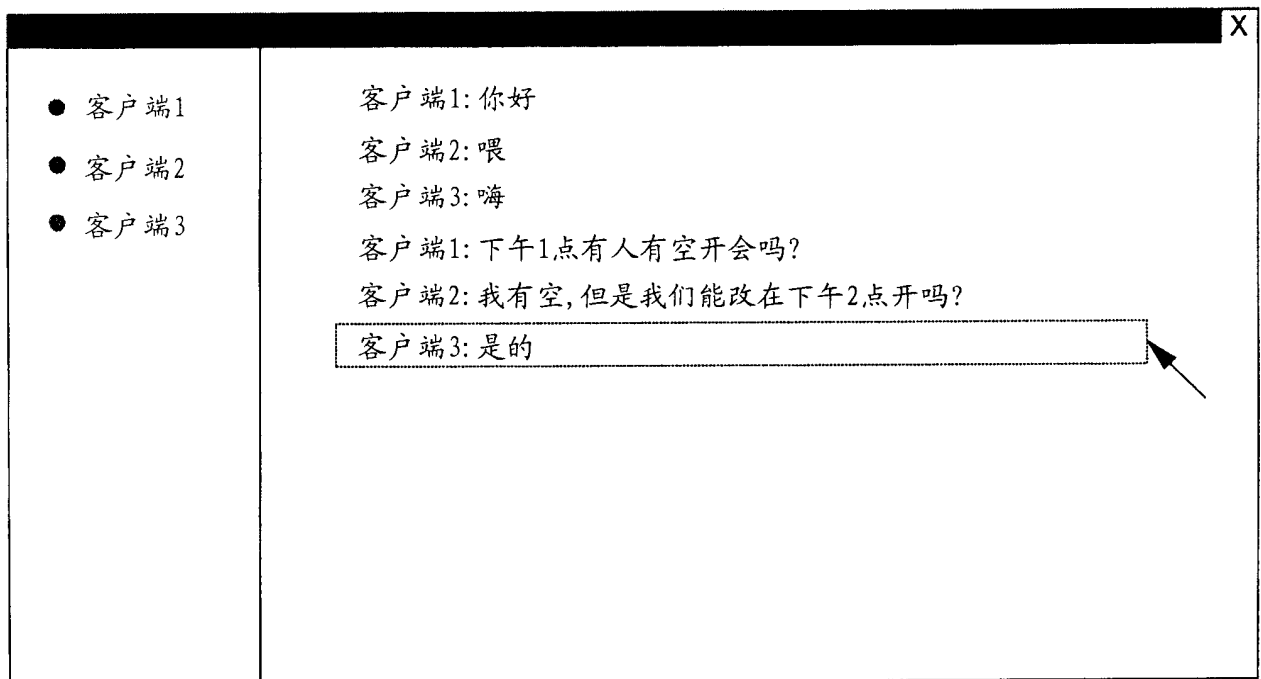 X
客户端1
客户端2
客户端3
客户端1: 你好
客户端2: 喂
客户端3: 嗨
客户端1: 下午1点有人有空开会吗?
客户端2: 我有空, 但是我们能改在下午2点开吗?
客户端3: 是的